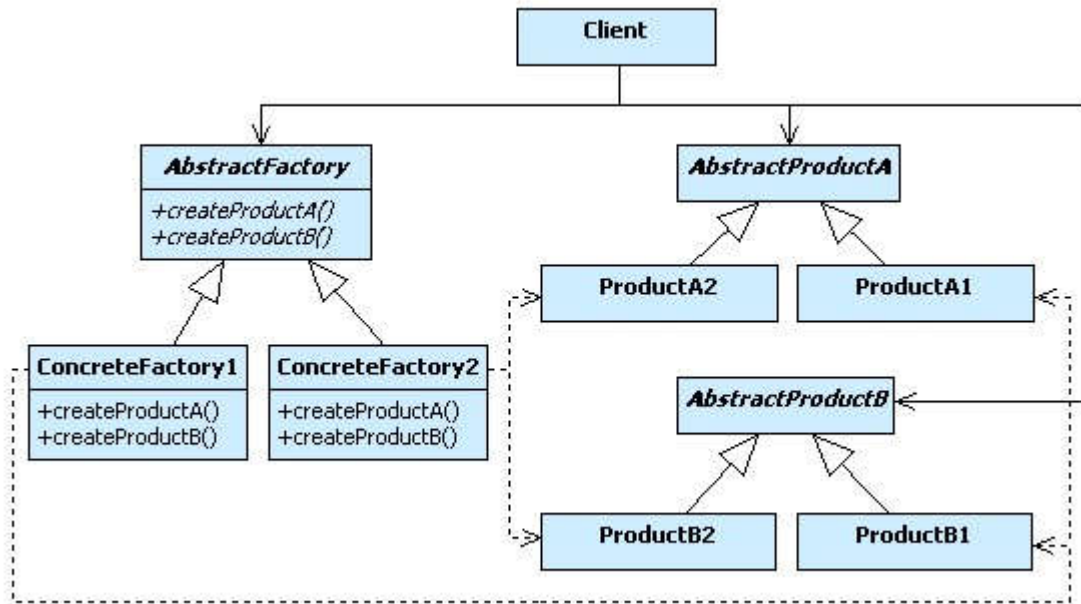 Client
AbstractFactory
+createProductA()
+createProductB()
AbstractProductA
ProductA2
ProductA1
ConcreteFactory1
+createProductA()
+createProductB()
ConcreteFactory2
+createProductA()
+createProductB()
AbstractProductB
ProductB2
ProductB1